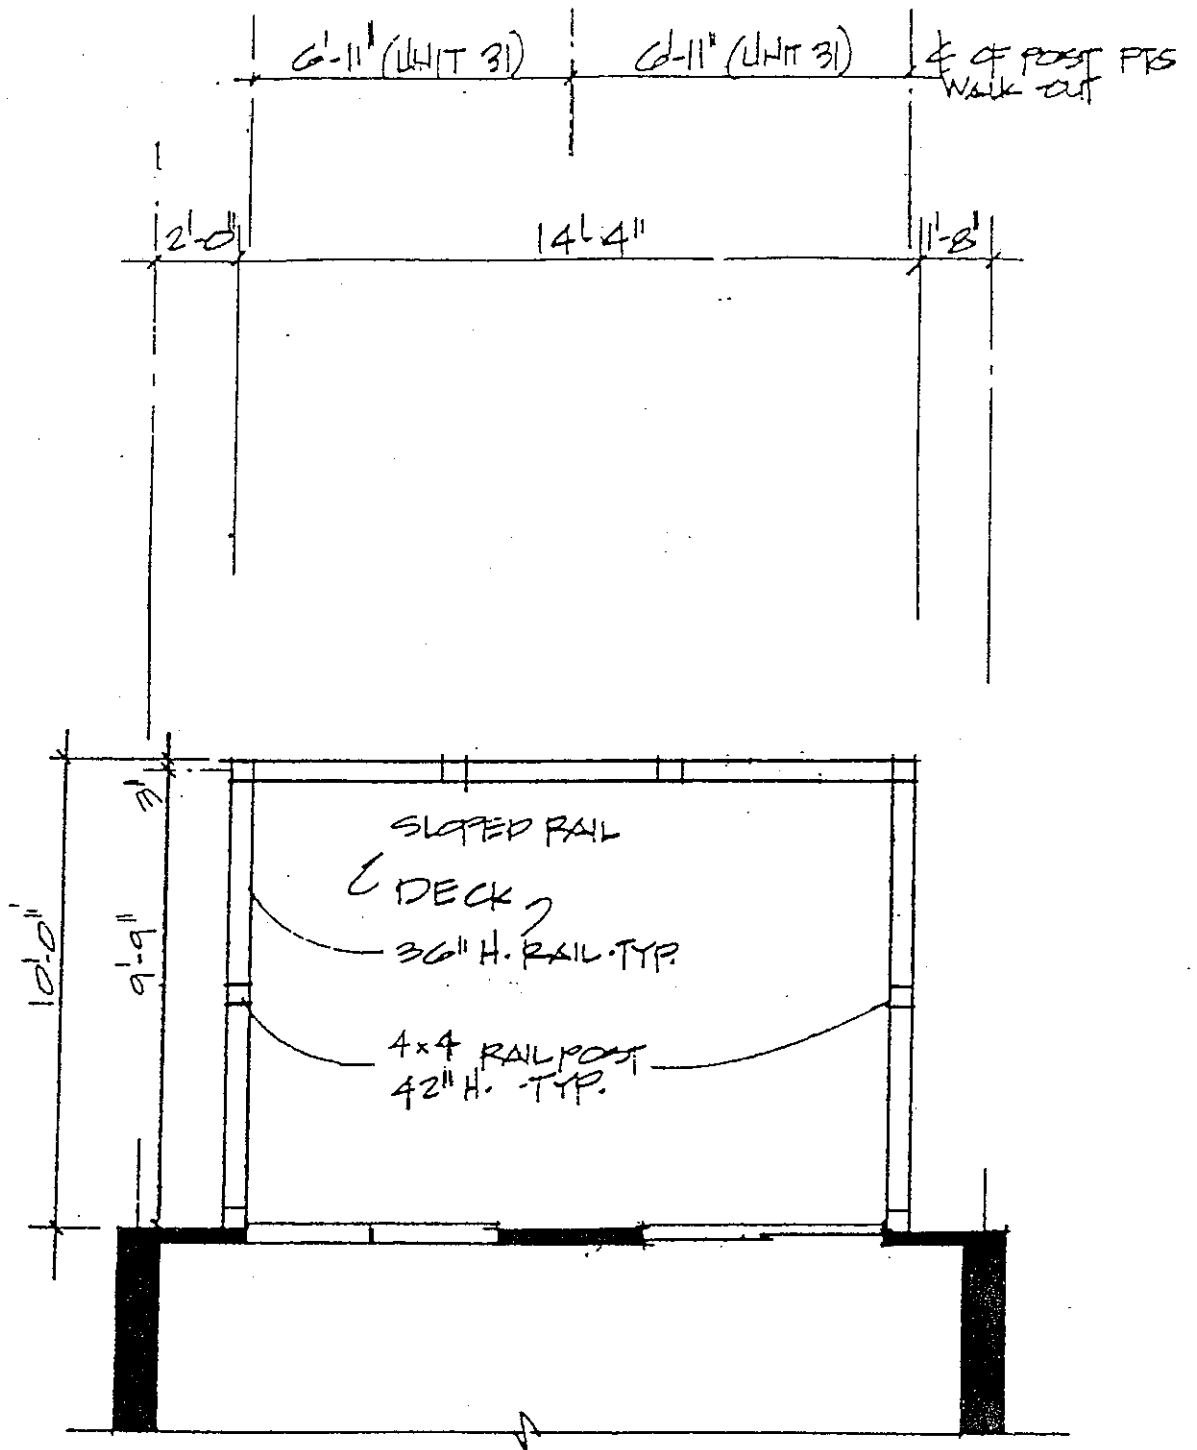 6'-11" (UNIT 31)
6'-11" (UNIT 31)
℄ OF POST PTS
WALK-OUT
2'-0"
14'-4"
1'-8"
3"
10'-0"
9'-9"
SLOPED RAIL
DECK
36" H. RAIL-TYP.
4x4 RAIL POST
42" H. -TYP.